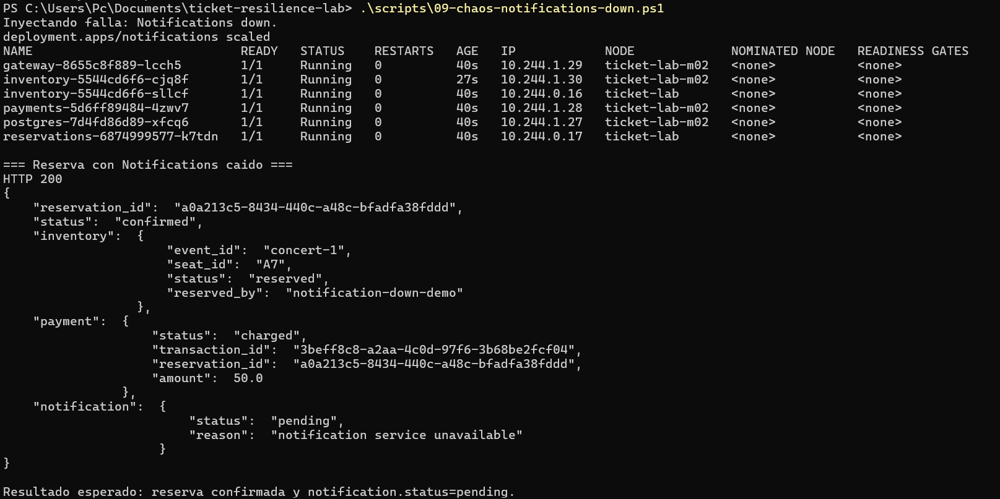 PS C:\Users\Pc\Documents\ticket-resilience-lab> .\scripts\09-chaos-notifications-down.ps1
Inyectando falla: Notifications down.
deployment.apps/notifications scaled
NAME                            READY   STATUS    RESTARTS   AGE   IP            NODE             NOMINATED NODE   READINESS GATES
gateway-8655c8f889-lcch5        1/1     Running   0          40s   10.244.1.29   ticket-lab-m02   <none>           <none>
inventory-5544cd6f6-cjq8f       1/1     Running   0          27s   10.244.1.30   ticket-lab-m02   <none>           <none>
inventory-5544cd6f6-sllcf       1/1     Running   0          40s   10.244.0.16   ticket-lab       <none>           <none>
payments-5d6ff89484-4zwv7       1/1     Running   0          40s   10.244.1.28   ticket-lab-m02   <none>           <none>
postgres-7d4fd86d89-xfcq6       1/1     Running   0          40s   10.244.1.27   ticket-lab-m02   <none>           <none>
reservations-6874999577-k7tdn   1/1     Running   0          40s   10.244.0.17   ticket-lab       <none>           <none>

=== Reserva con Notifications caido ===
HTTP 200
{
    "reservation_id":  "a0a213c5-8434-440c-a48c-bfadfa38fddd",
    "status":  "confirmed",
    "inventory":  {
                      "event_id":  "concert-1",
                      "seat_id":  "A7",
                      "status":  "reserved",
                      "reserved_by":  "notification-down-demo"
                  },
    "payment":  {
                    "status":  "charged",
                    "transaction_id":  "3beff8c8-a2aa-4c0d-97f6-3b68be2fcf04",
                    "reservation_id":  "a0a213c5-8434-440c-a48c-bfadfa38fddd",
                    "amount":  50.0
                },
    "notification":  {
                         "status":  "pending",
                         "reason":  "notification service unavailable"
                     }
}

Resultado esperado: reserva confirmada y notification.status=pending.